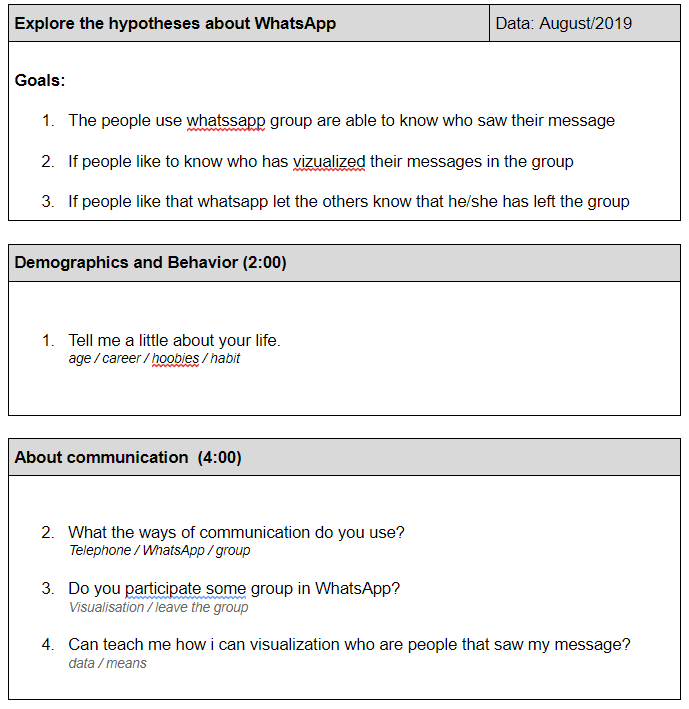 Explore the hypotheses about WhatsApp
Data: August/2019
Goals:
1. The people use whatssapp group are able to know who saw their message
2. If people like to know who has vizualized their messages in the group
3. If people like that whatsapp let the others know that he/she has left the group
Demographics and Behavior (2:00)
1. Tell me a little about your life.
age / career / hoobies / habit
About communication (4:00)
2. What the ways of communication do you use?
Telephone / WhatsApp / group
3. Do you participate some group in WhatsApp?
Visualisation / leave the group
4. Can teach me how i can visualization who are people that saw my message?
data / means